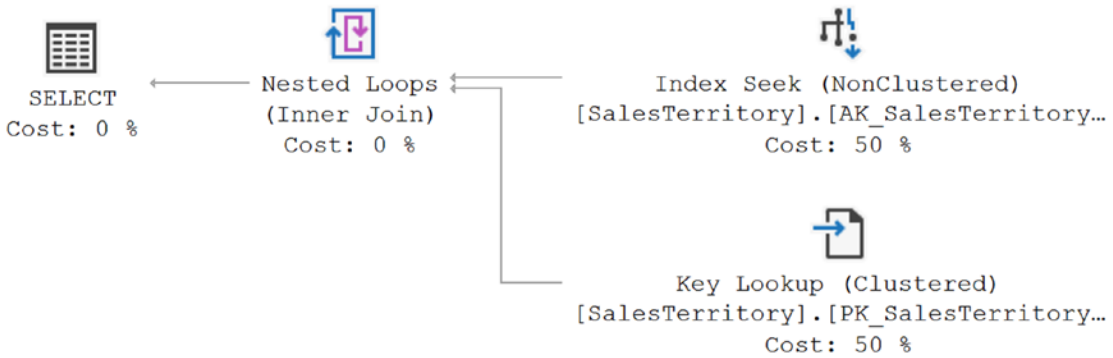 SELECT
Cost: 0 %
Nested Loops
(Inner Join)
Cost: 0 %
Index Seek (NonClustered)
[SalesTerritory].[AK_SalesTerritory…
Cost: 50 %
Key Lookup (Clustered)
[SalesTerritory].[PK_SalesTerritory…
Cost: 50 %